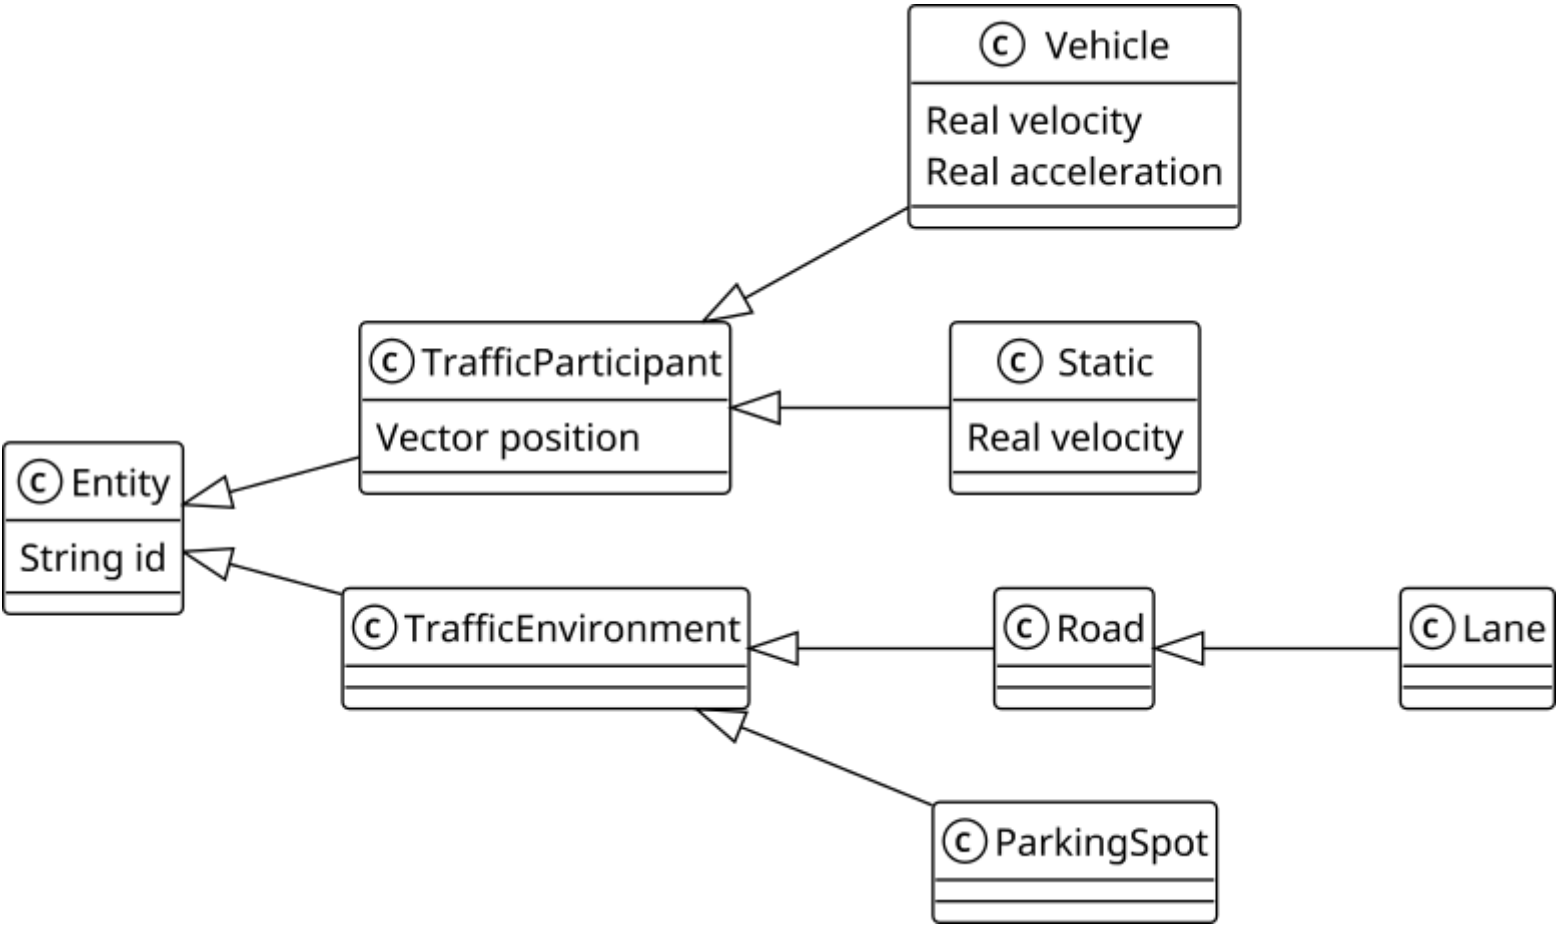 C Vehicle
Real velocity
Real acceleration
C TrafficParticipant
Vector position
C Static
Real velocity
C Entity
String id
C TrafficEnvironment
C Road
C Lane
C ParkingSpot